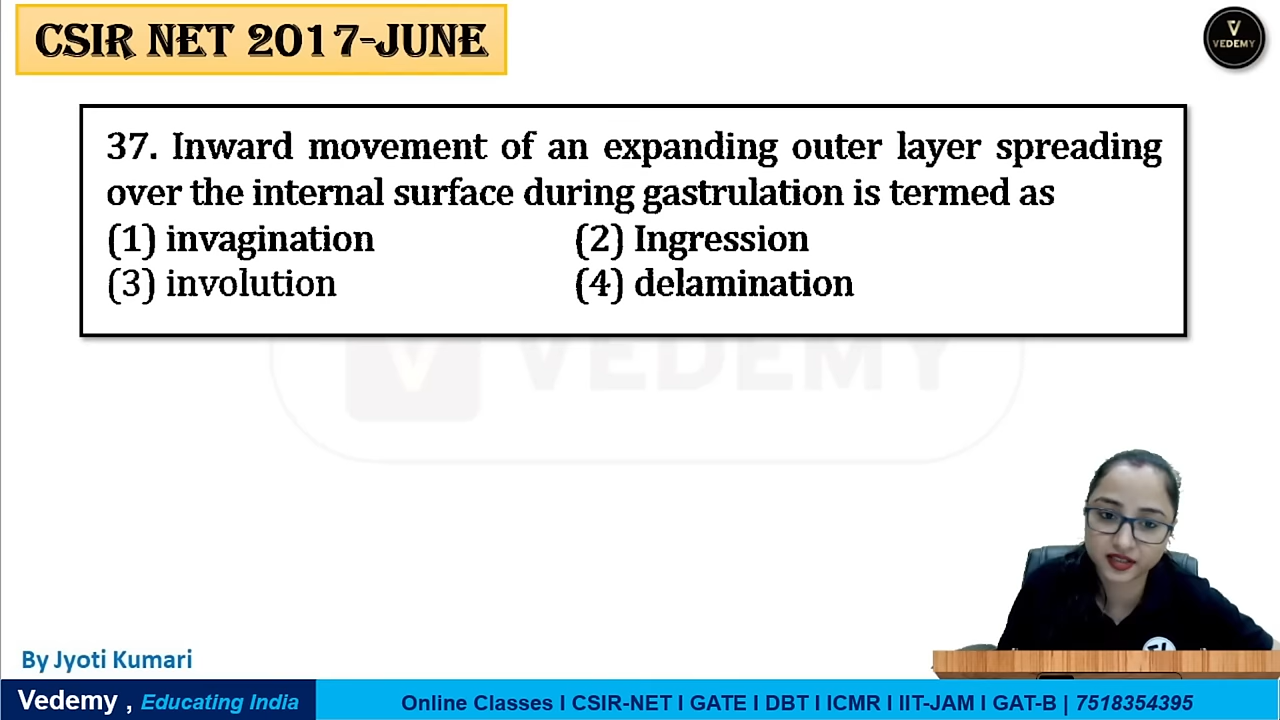 CSIR NET 2017-JUNE
V
VEDEMY
37. Inward movement of an expanding outer layer spreading
over the internal surface during gastrulation is termed as
(1) invagination (2) Ingression
(3) involution (4) delamination
VEDEMY
By Jyoti Kumari
Vedemy , Educating India
Online Classes I CSIR-NET I GATE I DBT I ICMR I IIT-JAM I GAT-B | 7518354395